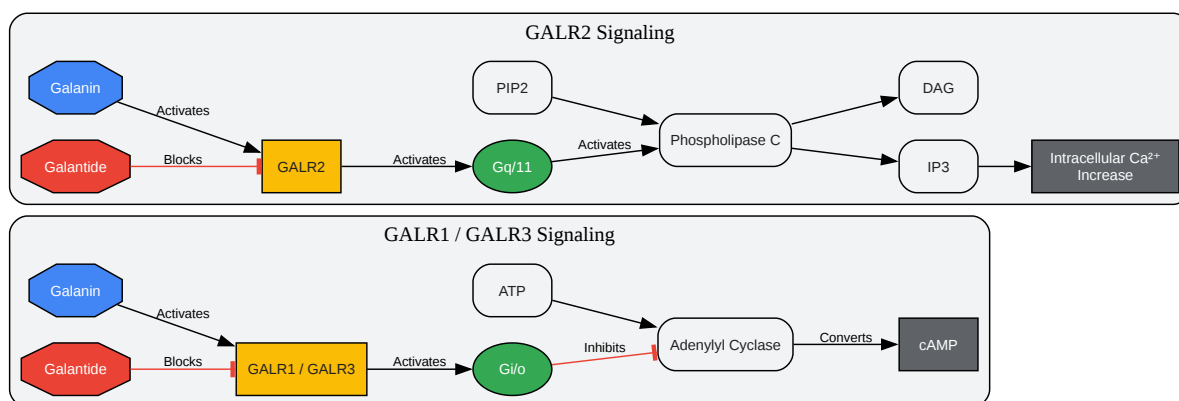 GALR2 Signaling
Galanin
Activates
Galantide
Blocks
GALR2
Activates
PIP2
Gq/11
Activates
Phospholipase C
DAG
IP3
Intracellular Ca²⁺
Increase
GALR1 / GALR3 Signaling
Galanin
Activates
Galantide
Blocks
GALR1 / GALR3
Activates
ATP
Gi/o
Inhibits
Adenylyl Cyclase
Converts
cAMP